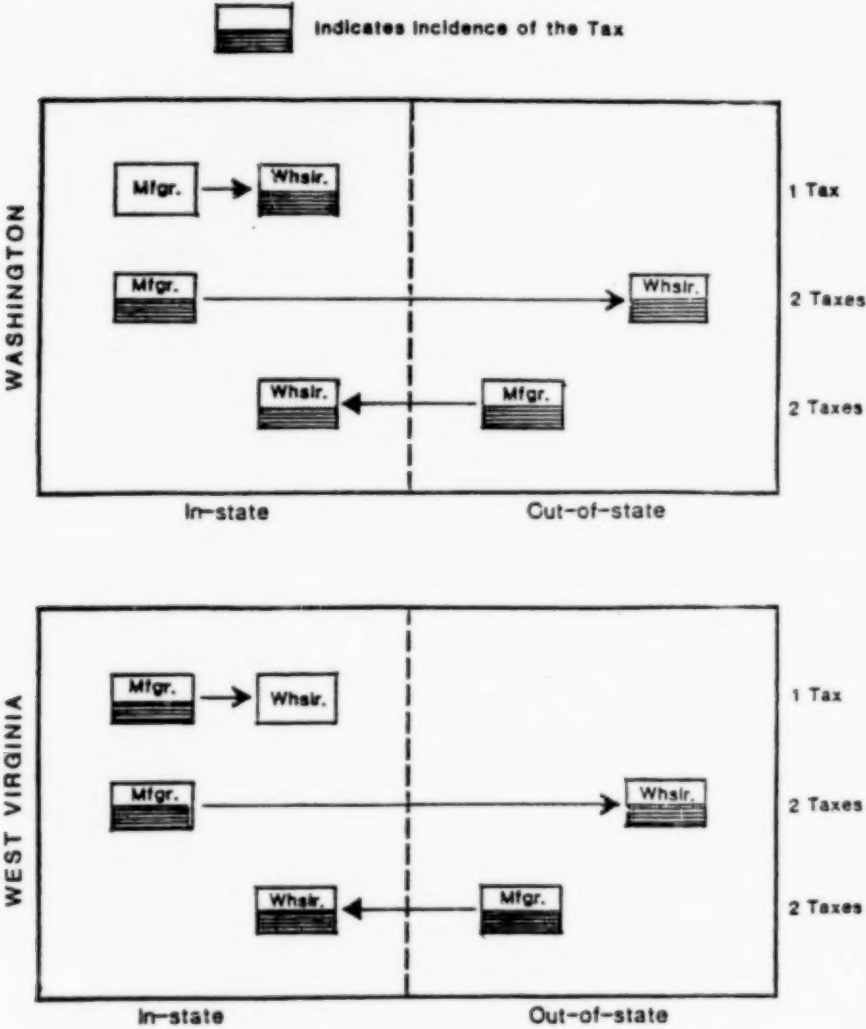 Indicates Incidence of the Tax
WASHINGTON
Mfgr. Whslr. 1 Tax
Mfgr. Whslr. 2 Taxes
Whslr. Mfgr. 2 Taxes
In-state Out-of-state
WEST VIRGINIA
Mfgr. Whslr. 1 Tax
Mfgr. Whslr. 2 Taxes
Whslr. Mfgr. 2 Taxes
In-state Out-of-state